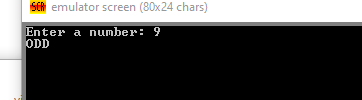 emulator screen (80x24 chars)
Enter a number: 9
ODD